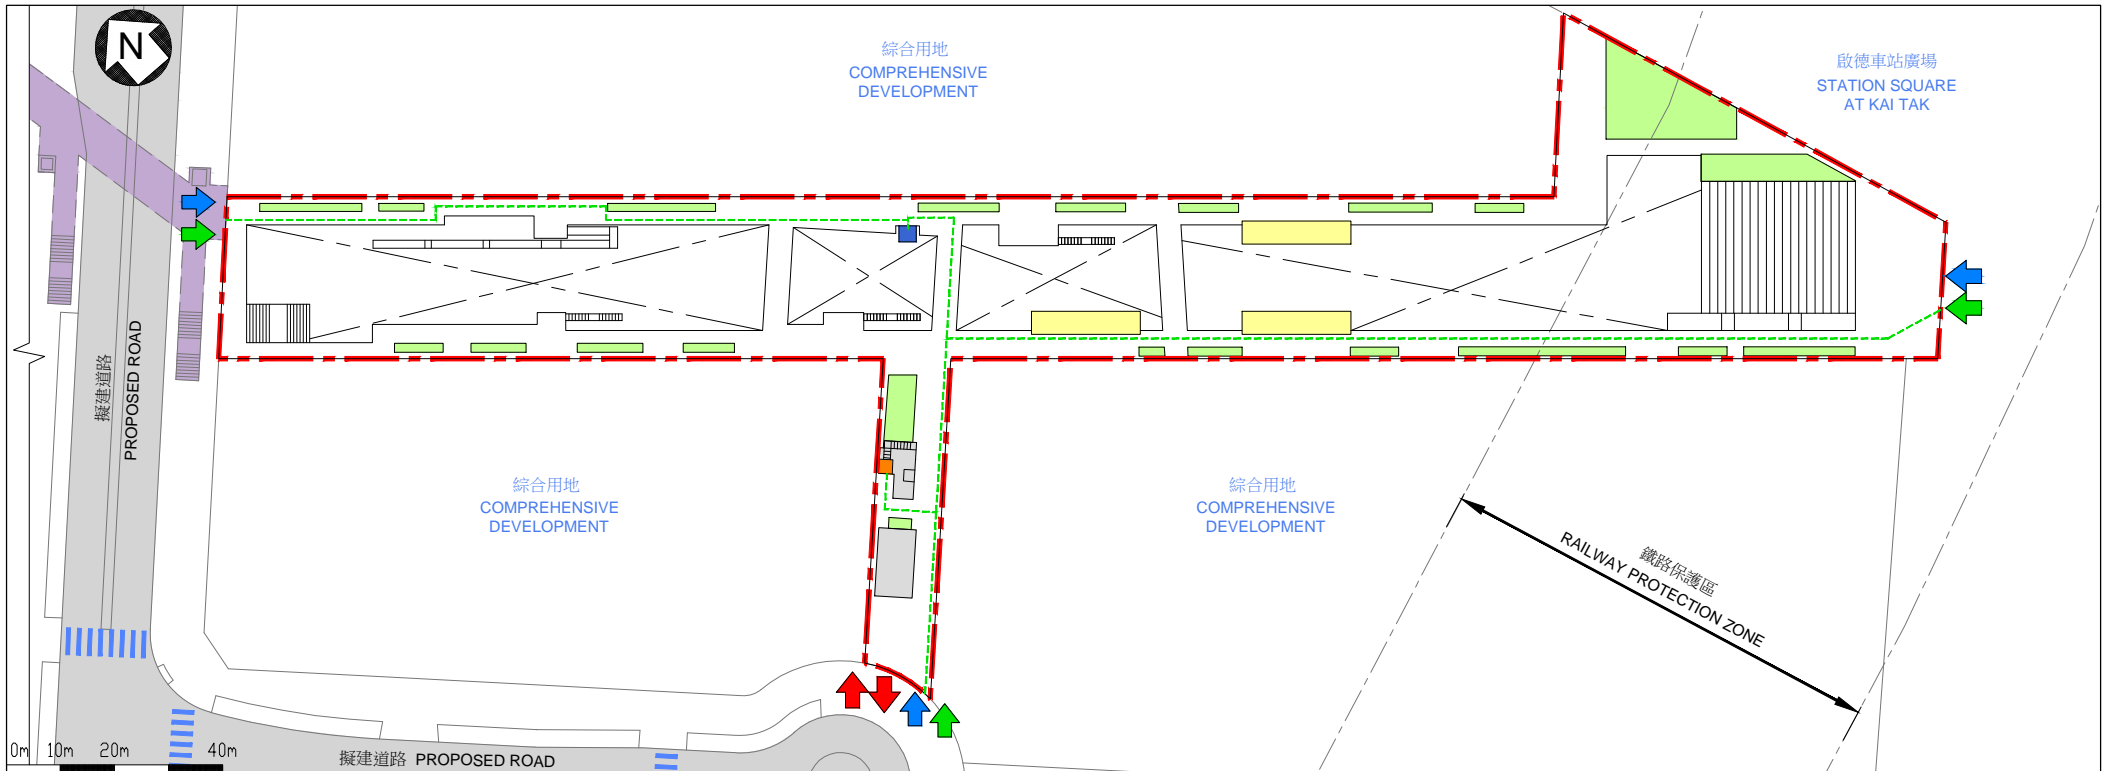 N
綜合用地
COMPREHENSIVE
DEVELOPMENT
啟德車站廣場
STATION SQUARE
AT KAI TAK
擬建道路
PROPOSED ROAD
綜合用地
COMPREHENSIVE
DEVELOPMENT
綜合用地
COMPREHENSIVE
DEVELOPMENT
鐵路保護區
RAILWAY PROTECTION ZONE
0m 10m 20m 40m
擬建道路 PROPOSED ROAD